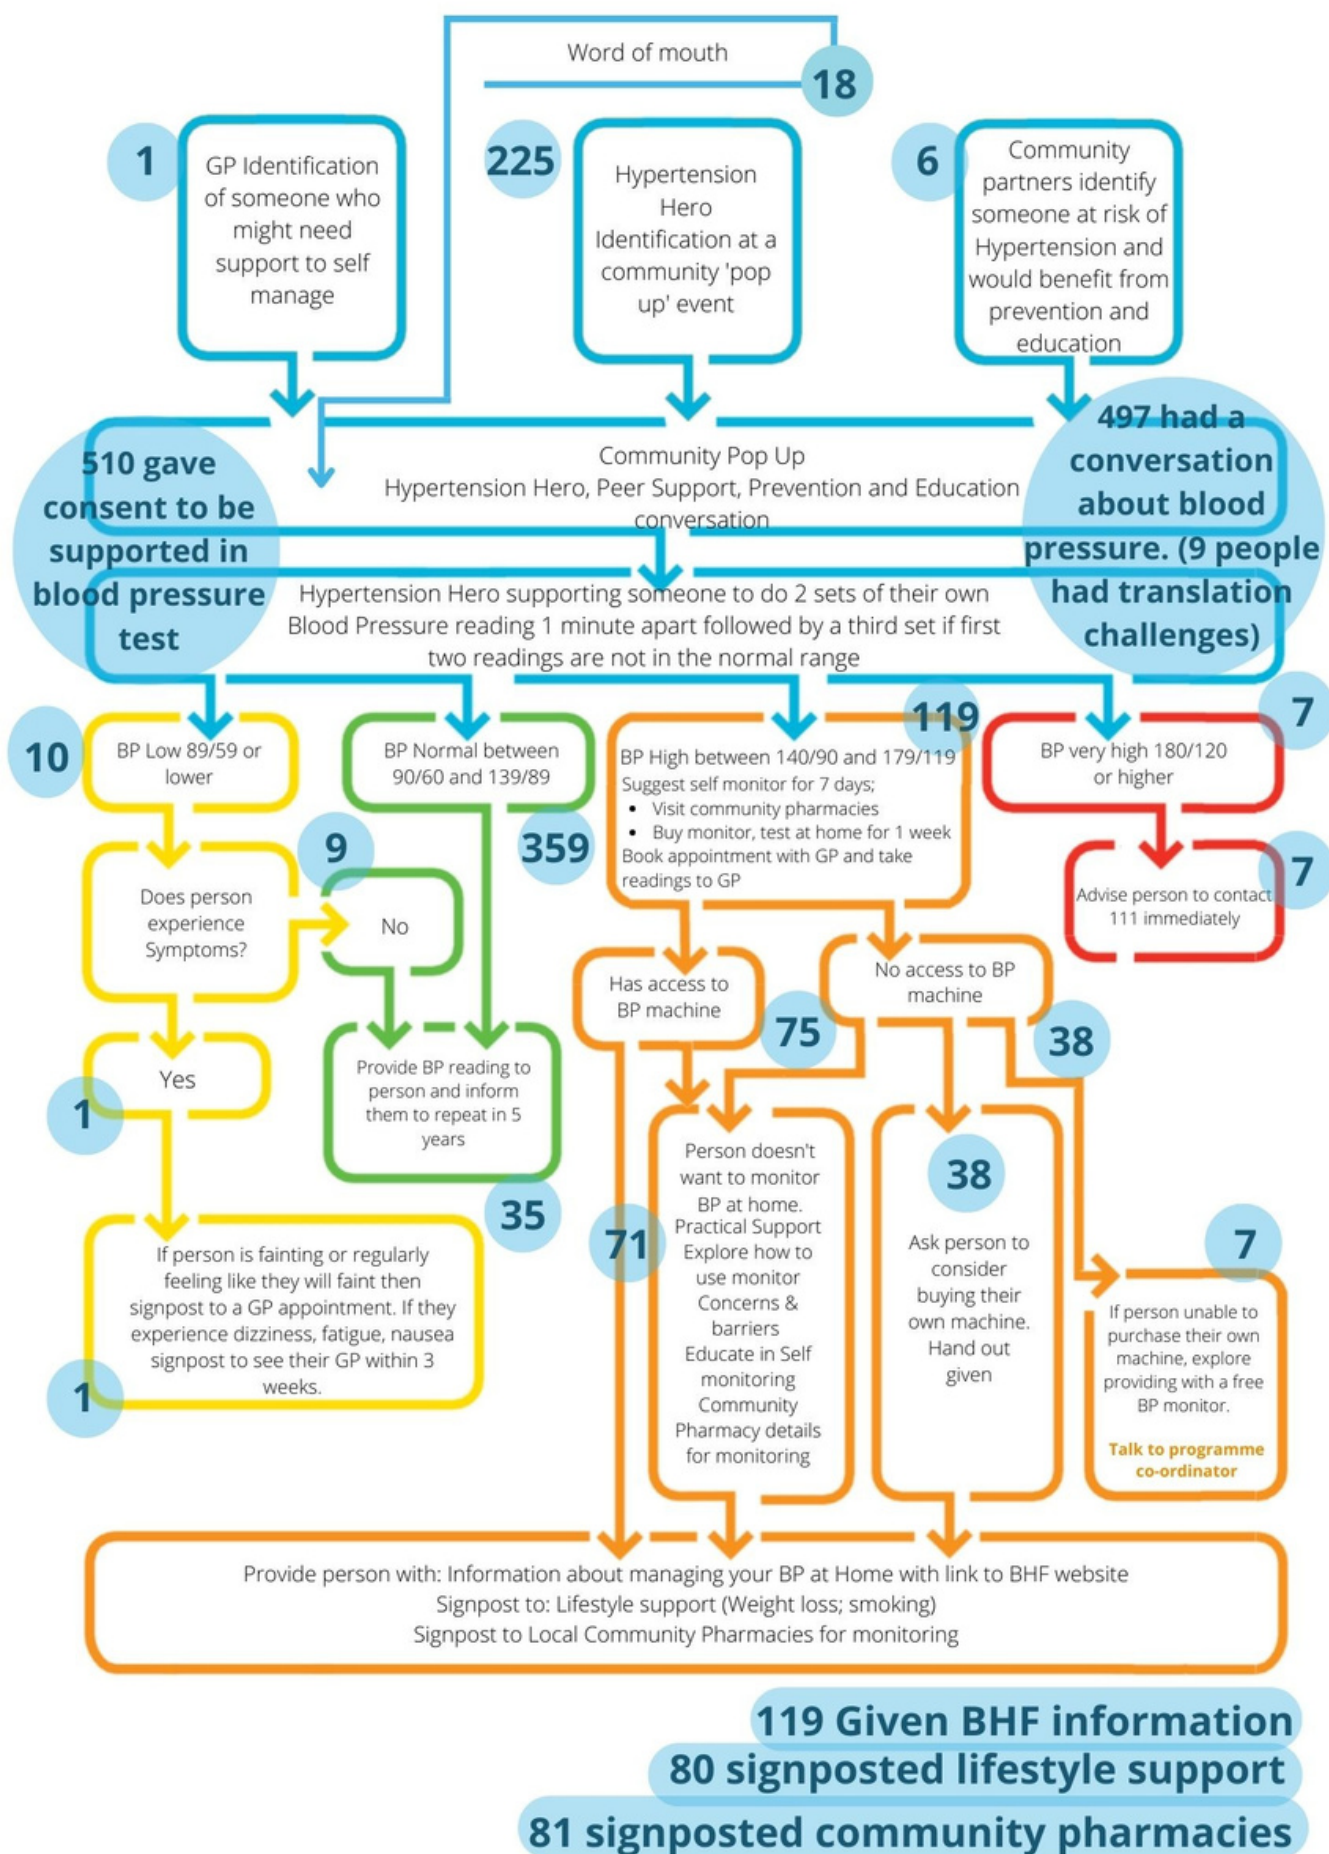 Word of mouth
18
1
GP Identification
of someone who
might need
support to self
manage
225
Hypertension
Hero
Identification at a
community 'pop
up' event
6
Community
partners identify
someone at risk of
Hypertension and
would benefit from
prevention and
education
510 gave
consent to be
supported in
blood pressure
test
Community Pop Up
Hypertension Hero, Peer Support, Prevention and Education
conversation
497 had a
conversation
about blood
pressure. (9 people
had translation
challenges)
Hypertension Hero supporting someone to do 2 sets of their own
Blood Pressure reading 1 minute apart followed by a third set if first
two readings are not in the normal range
10
BP Low 89/59 or
lower
BP Normal between
90/60 and 139/89
359
119
BP High between 140/90 and 179/119
Suggest self monitor for 7 days;
• Visit community pharmacies
• Buy monitor, test at home for 1 week
Book appointment with GP and take
readings to GP
7
BP very high 180/120
or higher
7
Advise person to contact
111 immediately
Does person
experience
Symptoms?
9
No
Yes
1
Provide BP reading to
person and inform
them to repeat in 5
years
35
If person is fainting or regularly
feeling like they will faint then
signpost to a GP appointment. If they
experience dizziness, fatigue, nausea
signpost to see their GP within 3
weeks.
1
Has access to
BP machine
75
No access to BP
machine
38
71
Person doesn't
want to monitor
BP at home.
Practical Support
Explore how to
use monitor
Concerns &
barriers
Educate in Self
monitoring
Community
Pharmacy details
for monitoring
38
Ask person to
consider
buying their
own machine.
Hand out
given
7
If person unable to
purchase their own
machine, explore
providing with a free
BP monitor.
Talk to programme
co-ordinator
Provide person with: Information about managing your BP at Home with link to BHF website
Signpost to: Lifestyle support (Weight loss; smoking)
Signpost to Local Community Pharmacies for monitoring
119 Given BHF information
80 signposted lifestyle support
81 signposted community pharmacies